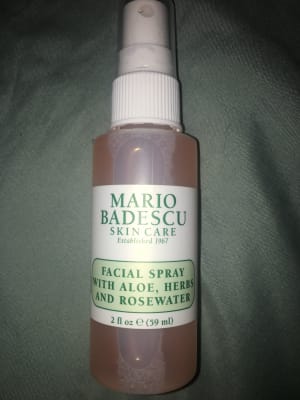 MARIO
BADESCU
SKIN CARE
Established 1967
FACIAL SPRAY
WITH ALOE, HERBS
AND ROSEWATER
2 fl oz ℮ (59 ml)